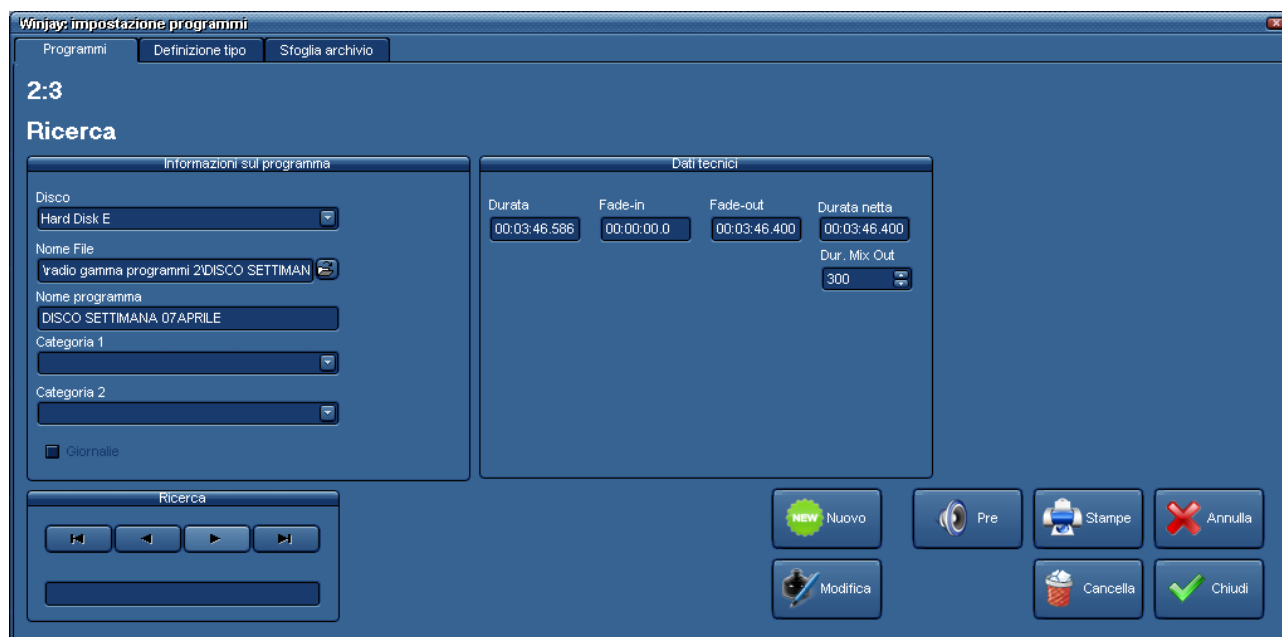 Winjay: impostazione programmi
Programmi Definizione tipo Sfoglia archivio
2:3
Ricerca
Informazioni sul programma
Disco
Hard Disk E
Nome File
\radio gamma programmi 2\DISCO SETTIMAN
Nome programma
DISCO SETTIMANA 07APRILE
Categoria 1
Categoria 2
Giornalie
Dati tecnici
Durata Fade-in Fade-out Durata netta
00:03:46.586 00:00:00.0 00:03:46.400 00:03:46.400
Dur. Mix Out
300
Ricerca
NEW Nuovo Pre Stampe Annulla
Modifica Cancella Chiudi